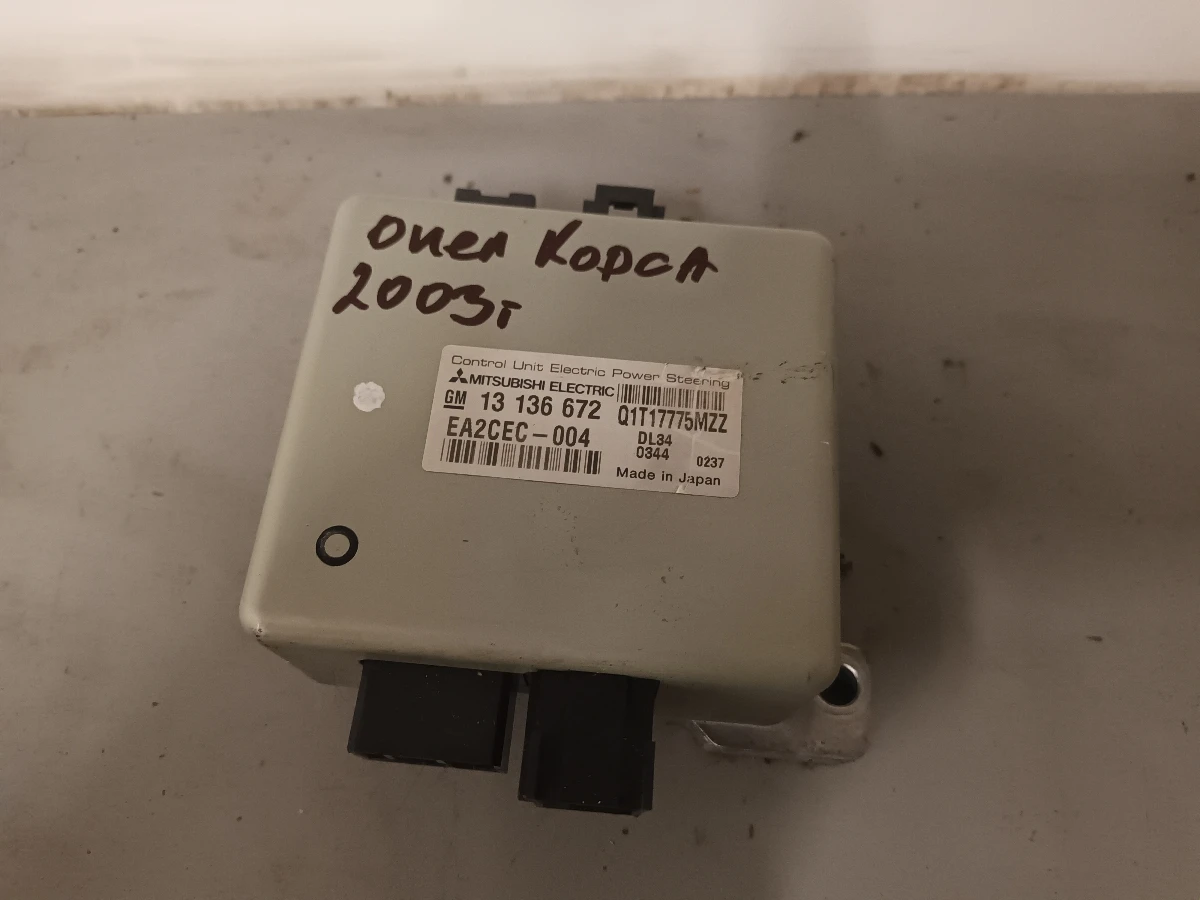 Опел Корса
2003г
Control Unit Electric Power Steering
MITSUBISHI ELECTRIC
GM 13 136 672 Q1T17775MZZ
EA2CEC-004 DL34
0344 0237
Made in Japan